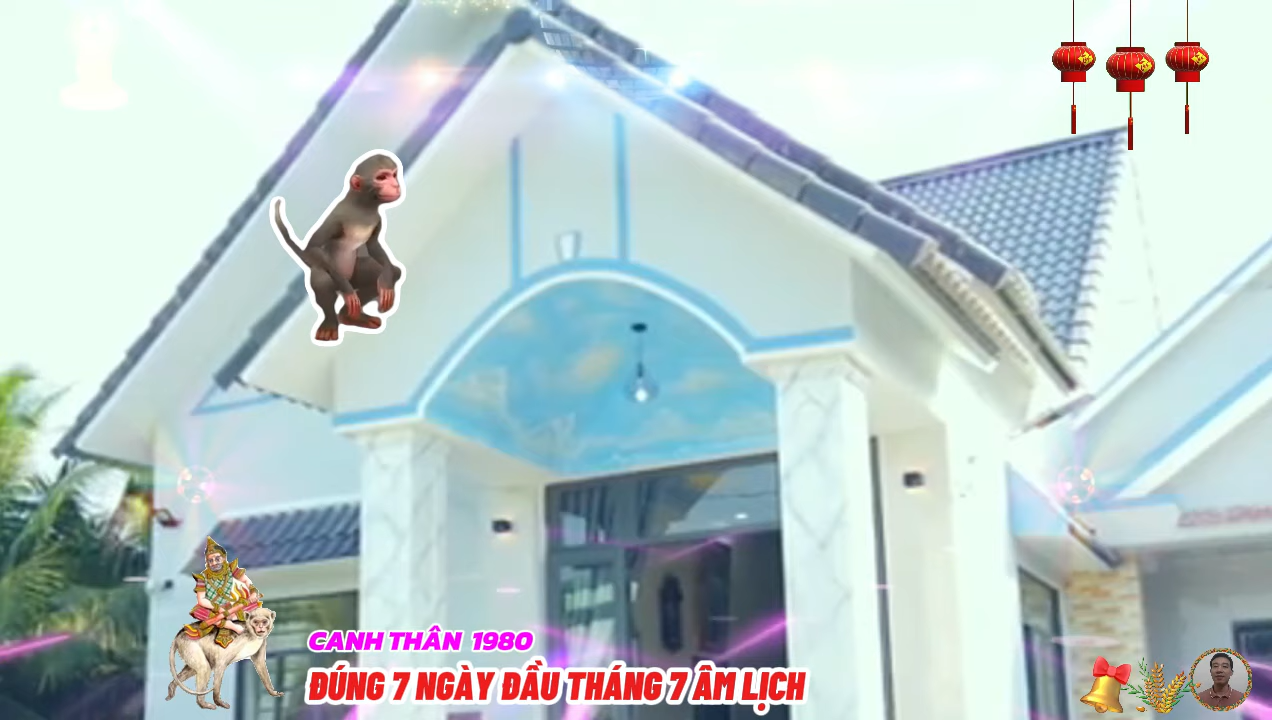 CANH THÂN 1980
ĐÚNG 7 NGÀY ĐẦU THÁNG 7 ÂM LỊCH